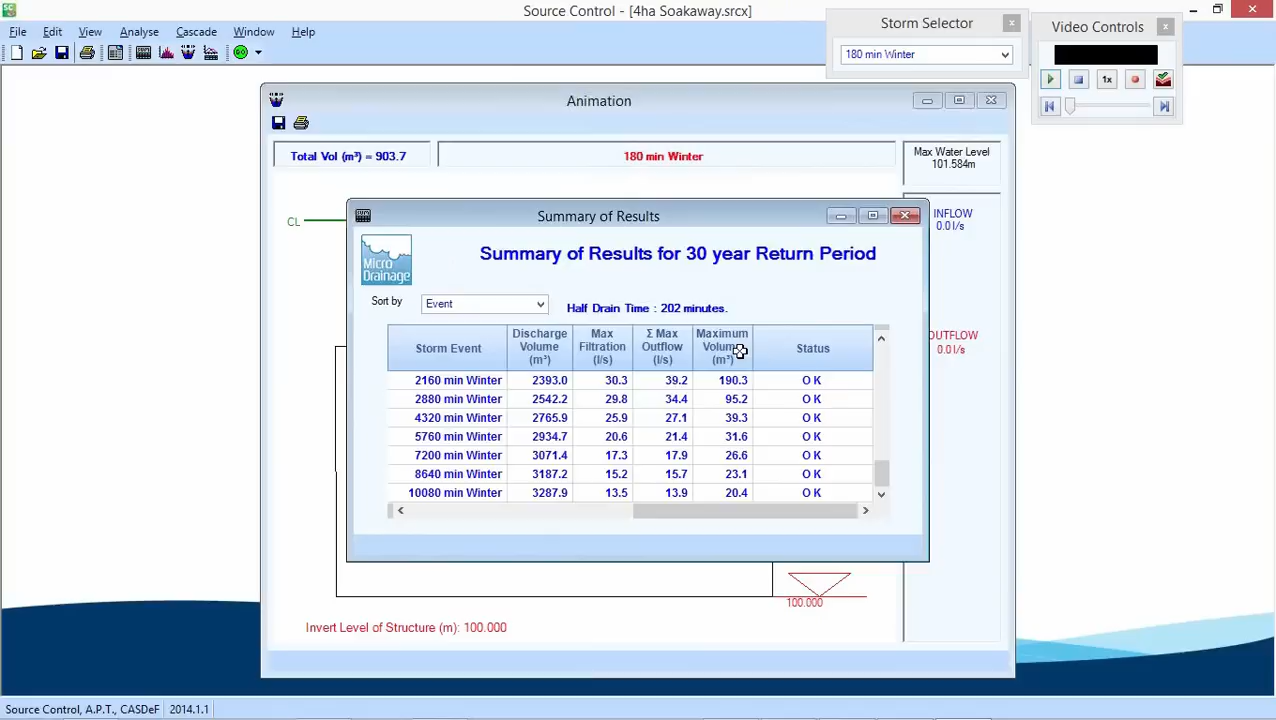 Source Control - [4ha Soakaway.srcx]
File Edit View Analyse Cascade Window Help
Storm Selector
180 min Winter
Video Controls
1x
Animation
Total Vol (m³) = 903.7
180 min Winter
Max Water Level
101.584m
CL
INFLOW
0.0 l/s
OUTFLOW
0.0 l/s
Summary of Results
Micro
Drainage
Summary of Results for 30 year Return Period
Sort by Event
Half Drain Time : 202 minutes.
Storm Event Discharge Volume (m³) Max Filtration (l/s) Σ Max Outflow (l/s) Maximum Volume (m³) Status
2160 min Winter 2393.0 30.3 39.2 190.3 O K
2880 min Winter 2542.2 29.8 34.4 95.2 O K
4320 min Winter 2765.9 25.9 27.1 39.3 O K
5760 min Winter 2934.7 20.6 21.4 31.6 O K
7200 min Winter 3071.4 17.3 17.9 26.6 O K
8640 min Winter 3187.2 15.2 15.7 23.1 O K
10080 min Winter 3287.9 13.5 13.9 20.4 O K
100.000
Invert Level of Structure (m): 100.000
Source Control, A.P.T., CASDeF 2014.1.1